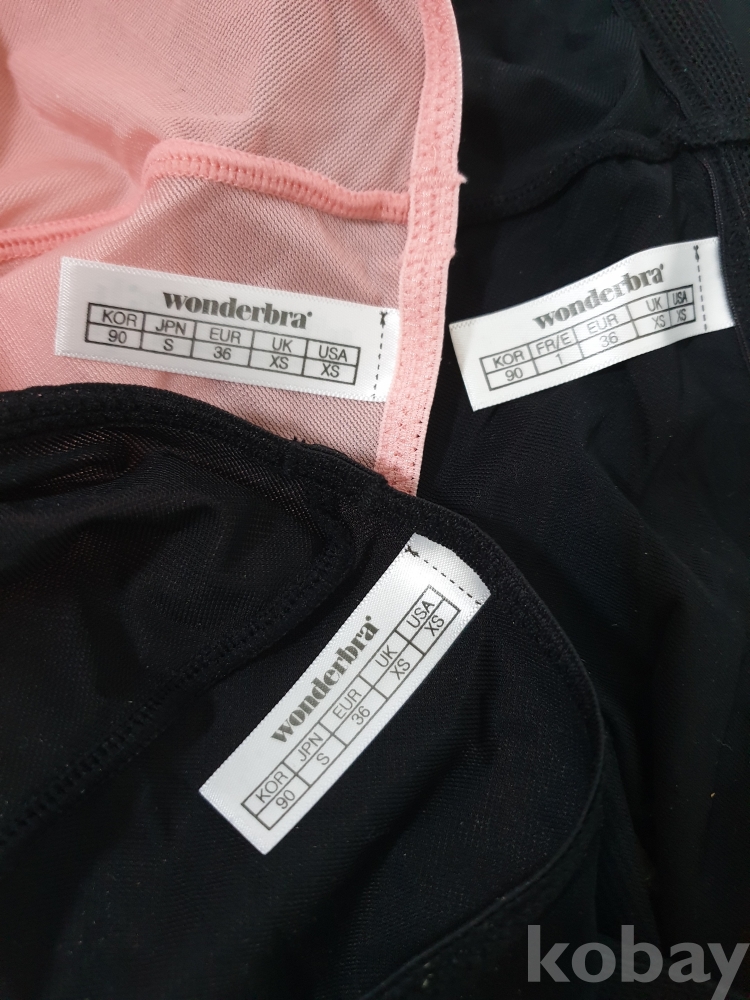 wonderbra®
KOR JPN EUR UK USA
90 S 36 XS XS
wonderbra®
KOR FR/E EUR UK USA
90 1 36 XS XS
wonderbra®
KOR JPN EUR UK USA
90 S 36 XS XS
kobay